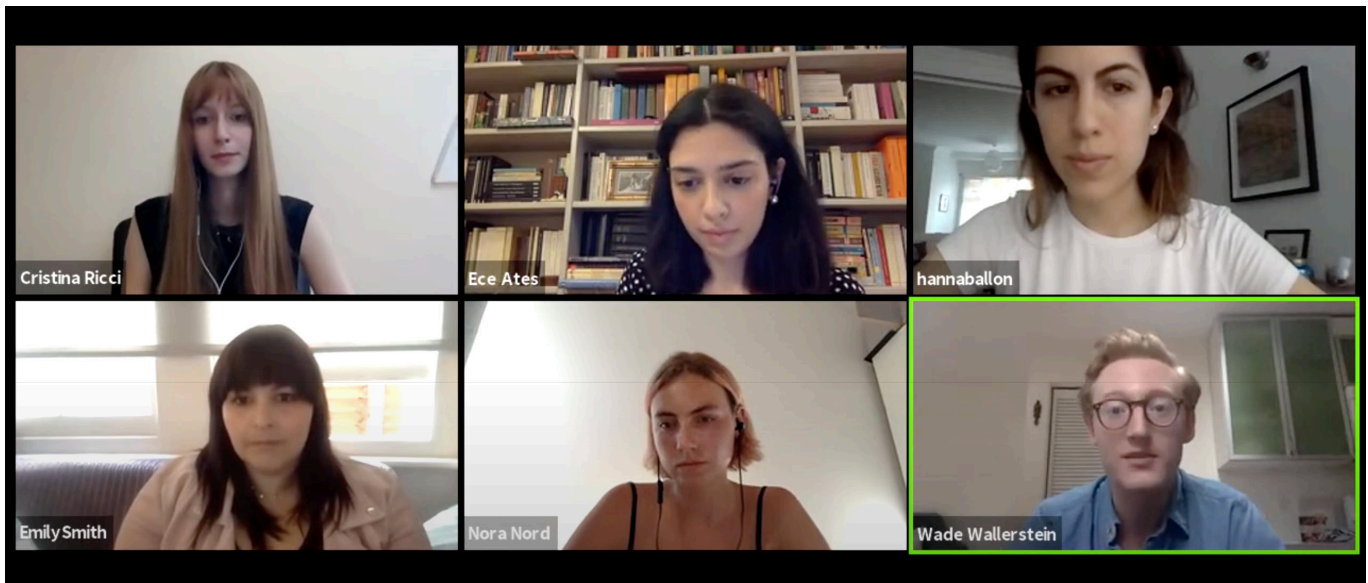 Cristina Ricci
Ece Ates
hannaballon
Emily Smith
Nora Nord
Wade Wallerstein